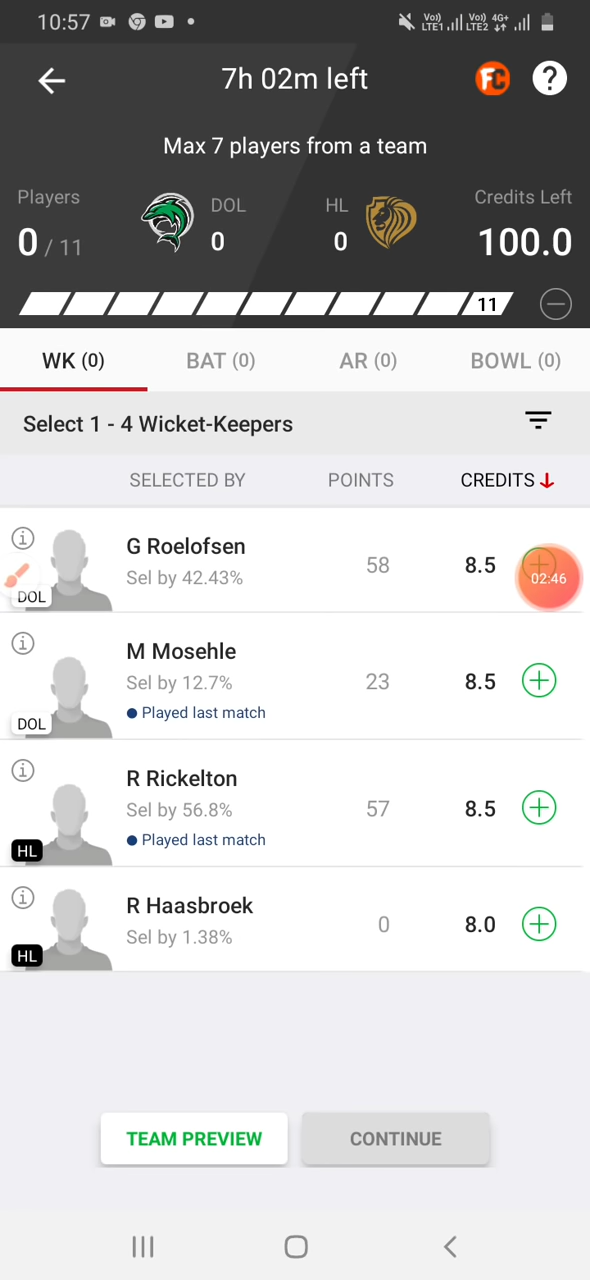 10:57 Vo) LTE1 Vo) LTE2 4G+
7h 02m left FC ?
Max 7 players from a team
Players DOL HL Credits Left
0 / 11 0 0 100.0
11
WK (0) BAT (0) AR (0) BOWL (0)
Select 1 - 4 Wicket-Keepers
SELECTED BY POINTS CREDITS
G Roelofsen
Sel by 42.43% 58 8.5 02:46
DOL
M Mosehle
Sel by 12.7% 23 8.5
Played last match
DOL
R Rickelton
Sel by 56.8% 57 8.5
Played last match
HL
R Haasbroek
Sel by 1.38% 0 8.0
HL
TEAM PREVIEW CONTINUE